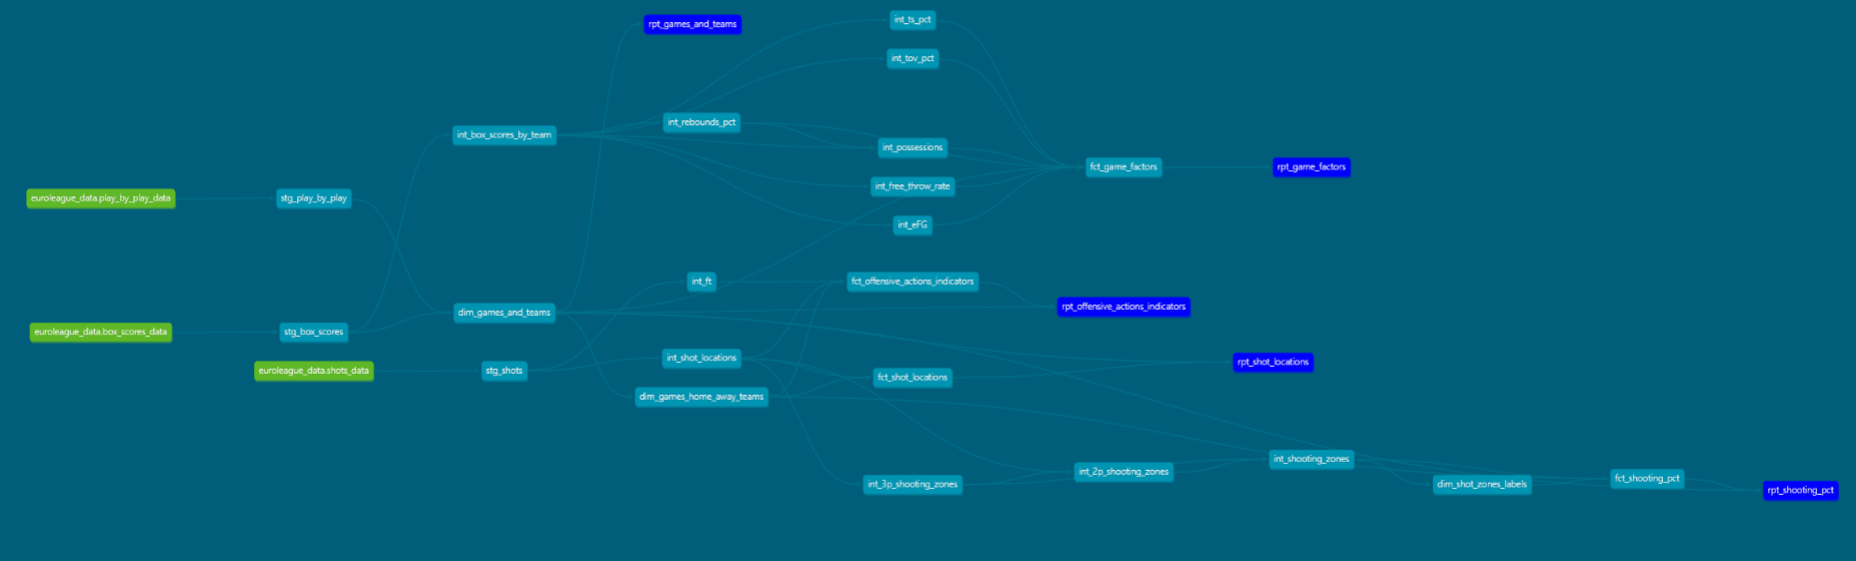 rpt_games_and_teams
int_ts_pct
int_tov_pct
int_rebounds_pct
int_box_scores_by_team
int_possessions
fct_game_factors
rpt_game_factors
int_free_throw_rate
euroleague_data.play_by_play_data
stg_play_by_play
int_eFG
int_ft
fct_offensive_actions_indicators
rpt_offensive_actions_indicators
dim_games_and_teams
euroleague_data.box_scores_data
stg_box_scores
int_shot_locations
rpt_shot_locations
euroleague_data.shots_data
stg_shots
fct_shot_locations
dim_games_home_away_teams
int_shooting_zones
int_2p_shooting_zones
int_3p_shooting_zones
dim_shot_zones_labels
fct_shooting_pct
rpt_shooting_pct